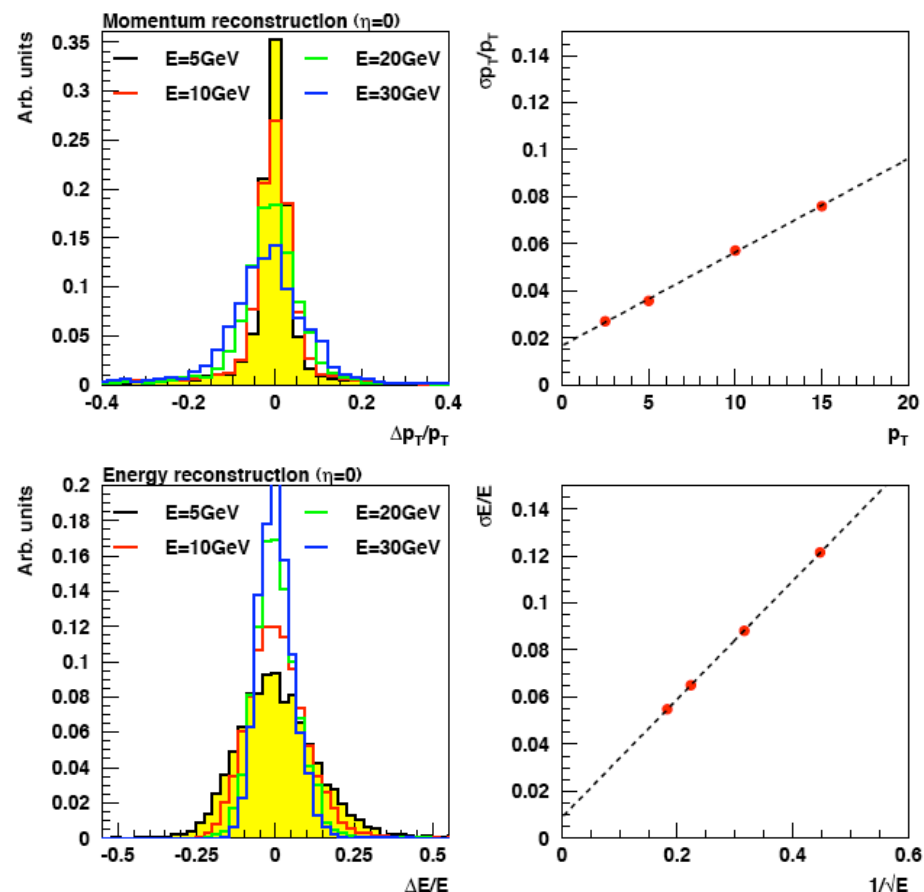 Momentum reconstruction (η=0)
Arb. units
E=5GeV
E=20GeV
E=10GeV
E=30GeV
0.35
0.3
0.25
0.2
0.15
0.1
0.05
0
-0.4 -0.2 0 0.2 0.4
Δp_T/p_T
σp_T/p_T
0.14
0.12
0.1
0.08
0.06
0.04
0.02
0
0 5 10 15 20
p_T
Energy reconstruction (η=0)
Arb. units
E=5GeV
E=20GeV
E=10GeV
E=30GeV
0.2
0.18
0.16
0.14
0.12
0.1
0.08
0.06
0.04
0.02
0
-0.5 -0.25 0 0.25 0.5
ΔE/E
σE/E
0.14
0.12
0.1
0.08
0.06
0.04
0.02
0
0 0.2 0.4 0.6
1/√E